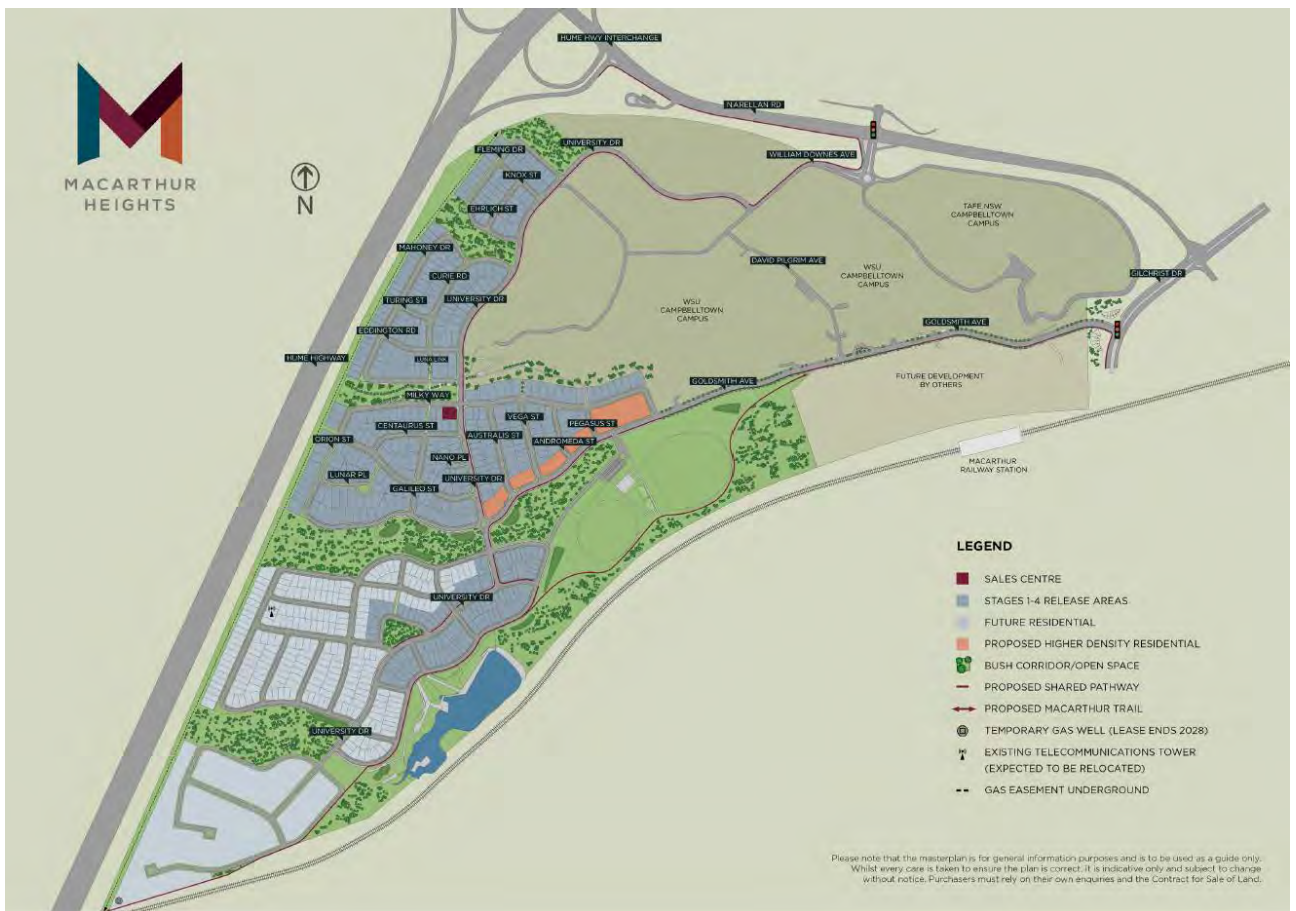 HUME HWY INTERCHANGE
MACARTHUR
HEIGHTS
N
NARELLAN RD
UNIVERSITY DR
WILLIAM DOWNES AVE
FLEMING DR
KNOX ST
EHRLICH ST
TAFE NSW
CAMPBELLTOWN
CAMPUS
MAHONEY DR
CURIE RD
DAVID PILGRIM AVE
WSU
CAMPBELLTOWN
CAMPUS
GILCHRIST DR
TURING ST
UNIVERSITY DR
WSU
CAMPBELLTOWN
CAMPUS
EDDINGTON RD
GOLDSMITH AVE
HUME HIGHWAY
LUNA LINK
GOLDSMITH AVE
FUTURE DEVELOPMENT
BY OTHERS
MILKY WAY
VEGA ST
PEGASUS ST
CENTAURUS ST
AUSTRALIS ST
ANDROMEDA ST
ORION ST
NANO PL
MACARTHUR
RAILWAY STATION
LUNAR PL
UNIVERSITY DR
GALILEO ST
UNIVERSITY DR
UNIVERSITY DR
LEGEND
SALES CENTRE
STAGES 1-4 RELEASE AREAS
FUTURE RESIDENTIAL
PROPOSED HIGHER DENSITY RESIDENTIAL
BUSH CORRIDOR/OPEN SPACE
PROPOSED SHARED PATHWAY
PROPOSED MACARTHUR TRAIL
TEMPORARY GAS WELL (LEASE ENDS 2028)
EXISTING TELECOMMUNICATIONS TOWER
(EXPECTED TO BE RELOCATED)
GAS EASEMENT UNDERGROUND
Please note that the masterplan is for general information purposes and is to be used as a guide only.
Whilst every care is taken to ensure the plan is correct, it is indicative only and subject to change
without notice. Purchasers must rely on their own enquiries and the Contract for Sale of Land.